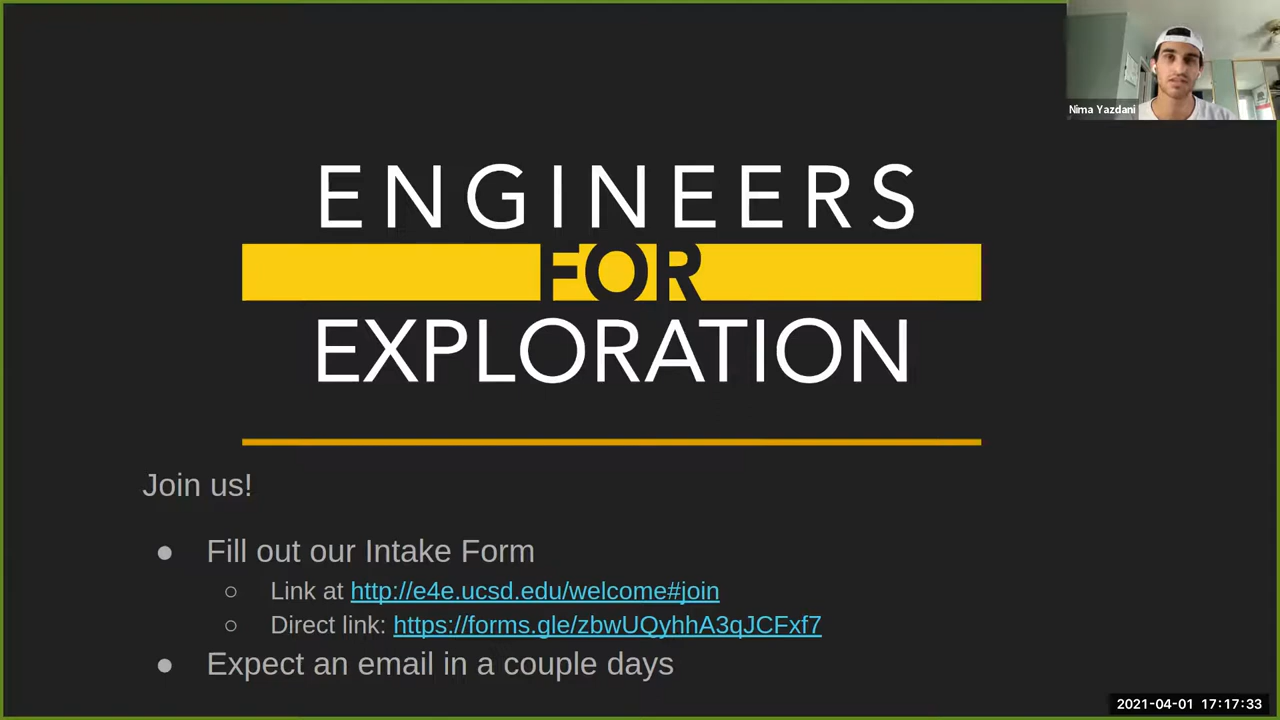 Nima Yazdani
ENGINEERS
FOR
EXPLORATION
Join us!
● Fill out our Intake Form
○ Link at http://e4e.ucsd.edu/welcome#join
○ Direct link: https://forms.gle/zbwUQyhhA3qJCFxf7
● Expect an email in a couple days
2021-04-01 17:17:33